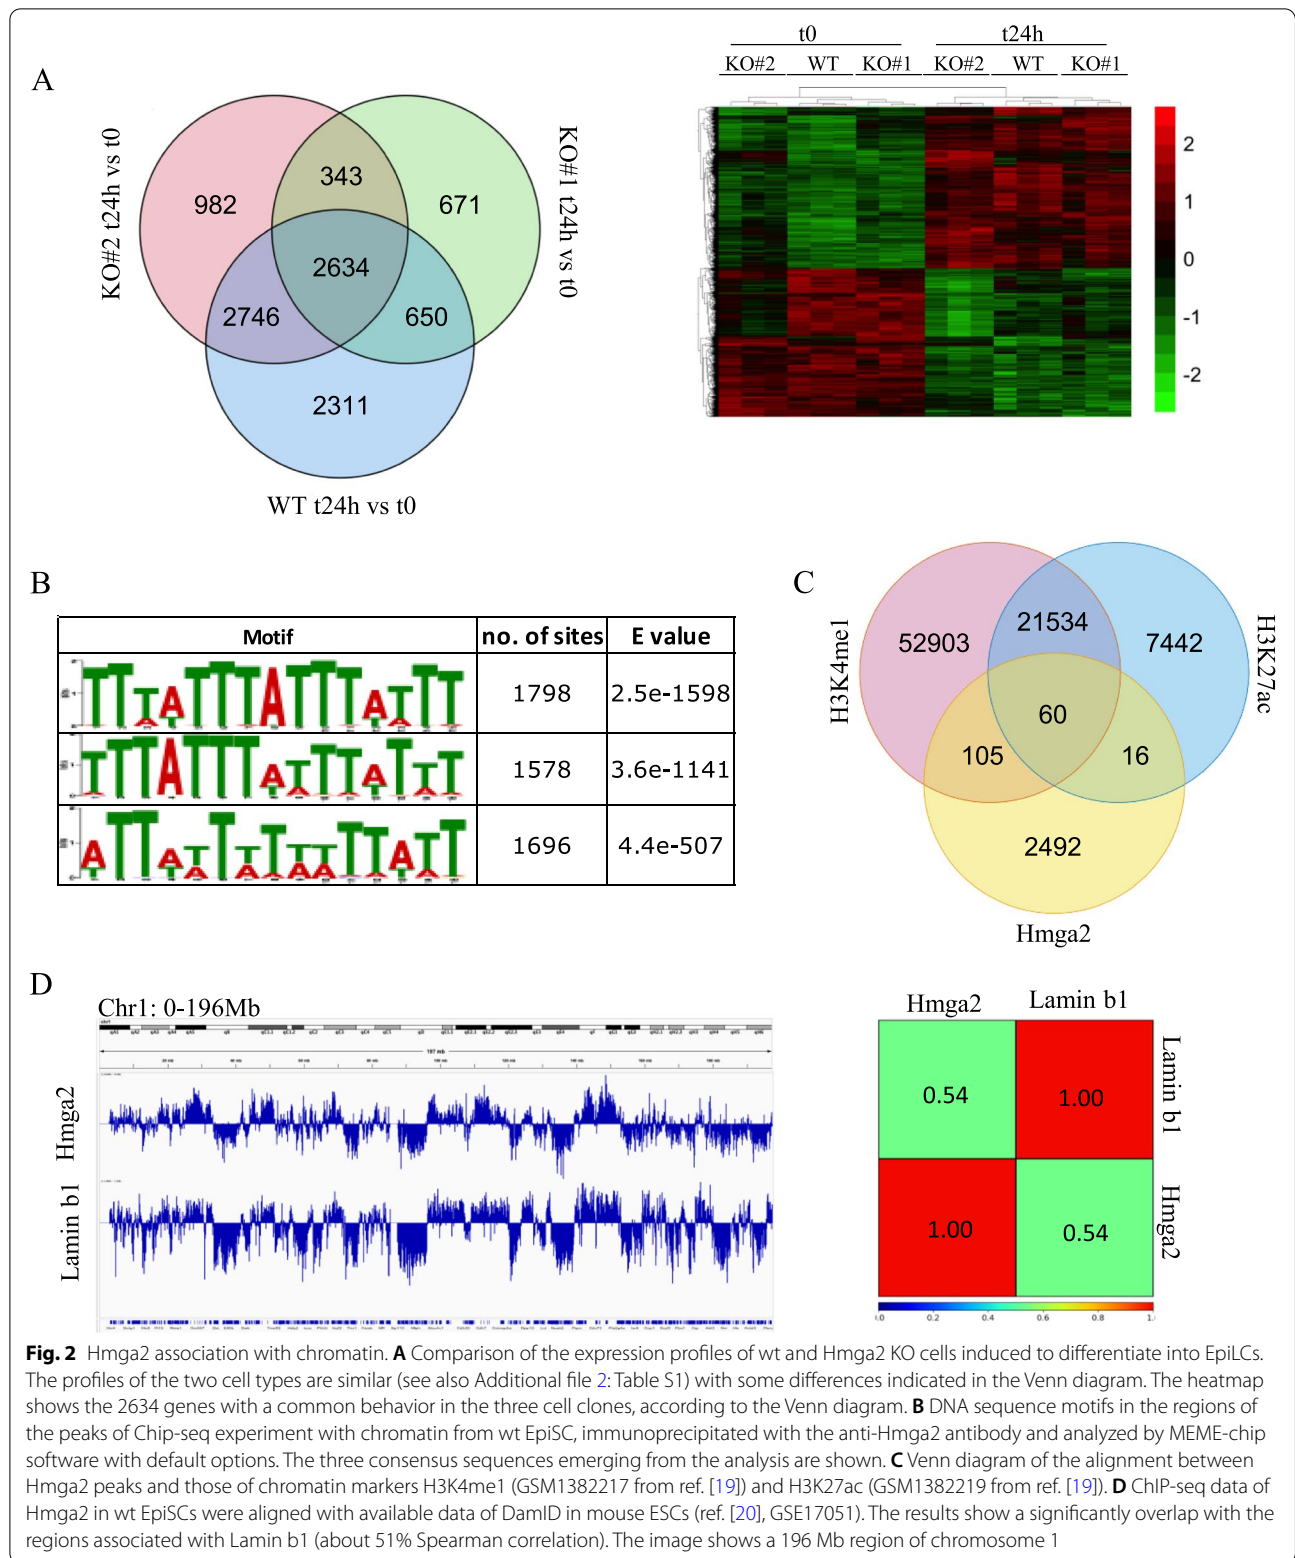 A
KO#2 t24h vs t0
KO#1 t24h vs t0
982
343
671
2634
2746
650
2311
WT t24h vs t0
t0
t24h
KO#2
WT
KO#1
KO#2
WT
KO#1
2
1
0
-1
-2
B
Motif
no. of sites
E value
1798
2.5e-1598
1578
3.6e-1141
1696
4.4e-507
C
H3K4me1
H3K27ac
52903
21534
7442
60
105
16
2492
Hmga2
D
Chr1: 0-196Mb
197 mb
Hmga2
Lamin b1
Hmga2
Lamin b1
0.54
1.00
Lamin b1
1.00
0.54
Hmga2
0.2
0.4
0.6
0.8
Fig. 2 Hmga2 association with chromatin. A Comparison of the expression profiles of wt and Hmga2 KO cells induced to differentiate into EpiLCs.
The profiles of the two cell types are similar (see also Additional file 2: Table S1) with some differences indicated in the Venn diagram. The heatmap
shows the 2634 genes with a common behavior in the three cell clones, according to the Venn diagram. B DNA sequence motifs in the regions of
the peaks of Chip-seq experiment with chromatin from wt EpiSC, immunoprecipitated with the anti-Hmga2 antibody and analyzed by MEME-chip
software with default options. The three consensus sequences emerging from the analysis are shown. C Venn diagram of the alignment between
Hmga2 peaks and those of chromatin markers H3K4me1 (GSM1382217 from ref. [19]) and H3K27ac (GSM1382219 from ref. [19]). D ChIP-seq data of
Hmga2 in wt EpiSCs were aligned with available data of DamID in mouse ESCs (ref. [20], GSE17051). The results show a significantly overlap with the
regions associated with Lamin b1 (about 51% Spearman correlation). The image shows a 196 Mb region of chromosome 1